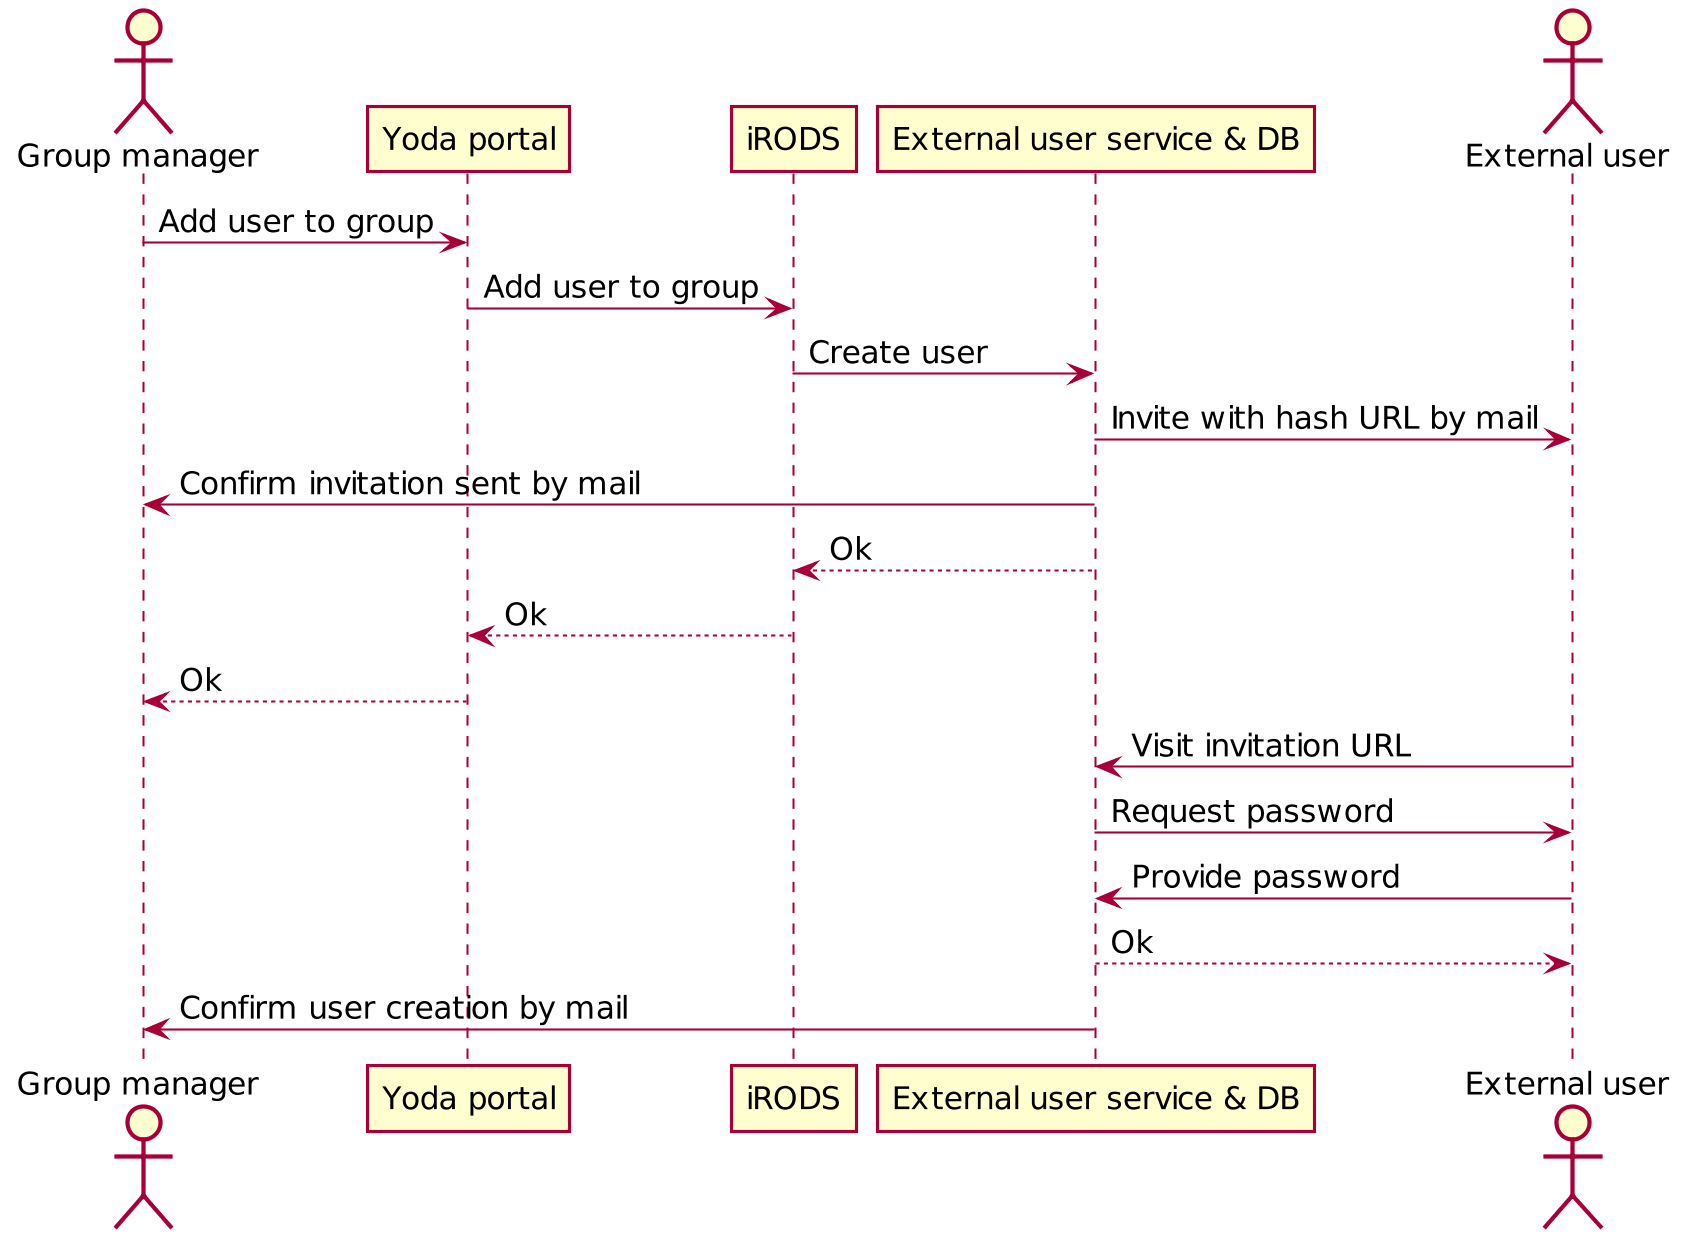 Group manager
Yoda portal
iRODS
External user service & DB
External user
Add user to group
Add user to group
Create user
Invite with hash URL by mail
Confirm invitation sent by mail
Ok
Ok
Ok
Visit invitation URL
Request password
Provide password
Ok
Confirm user creation by mail
Group manager
Yoda portal
iRODS
External user service & DB
External user